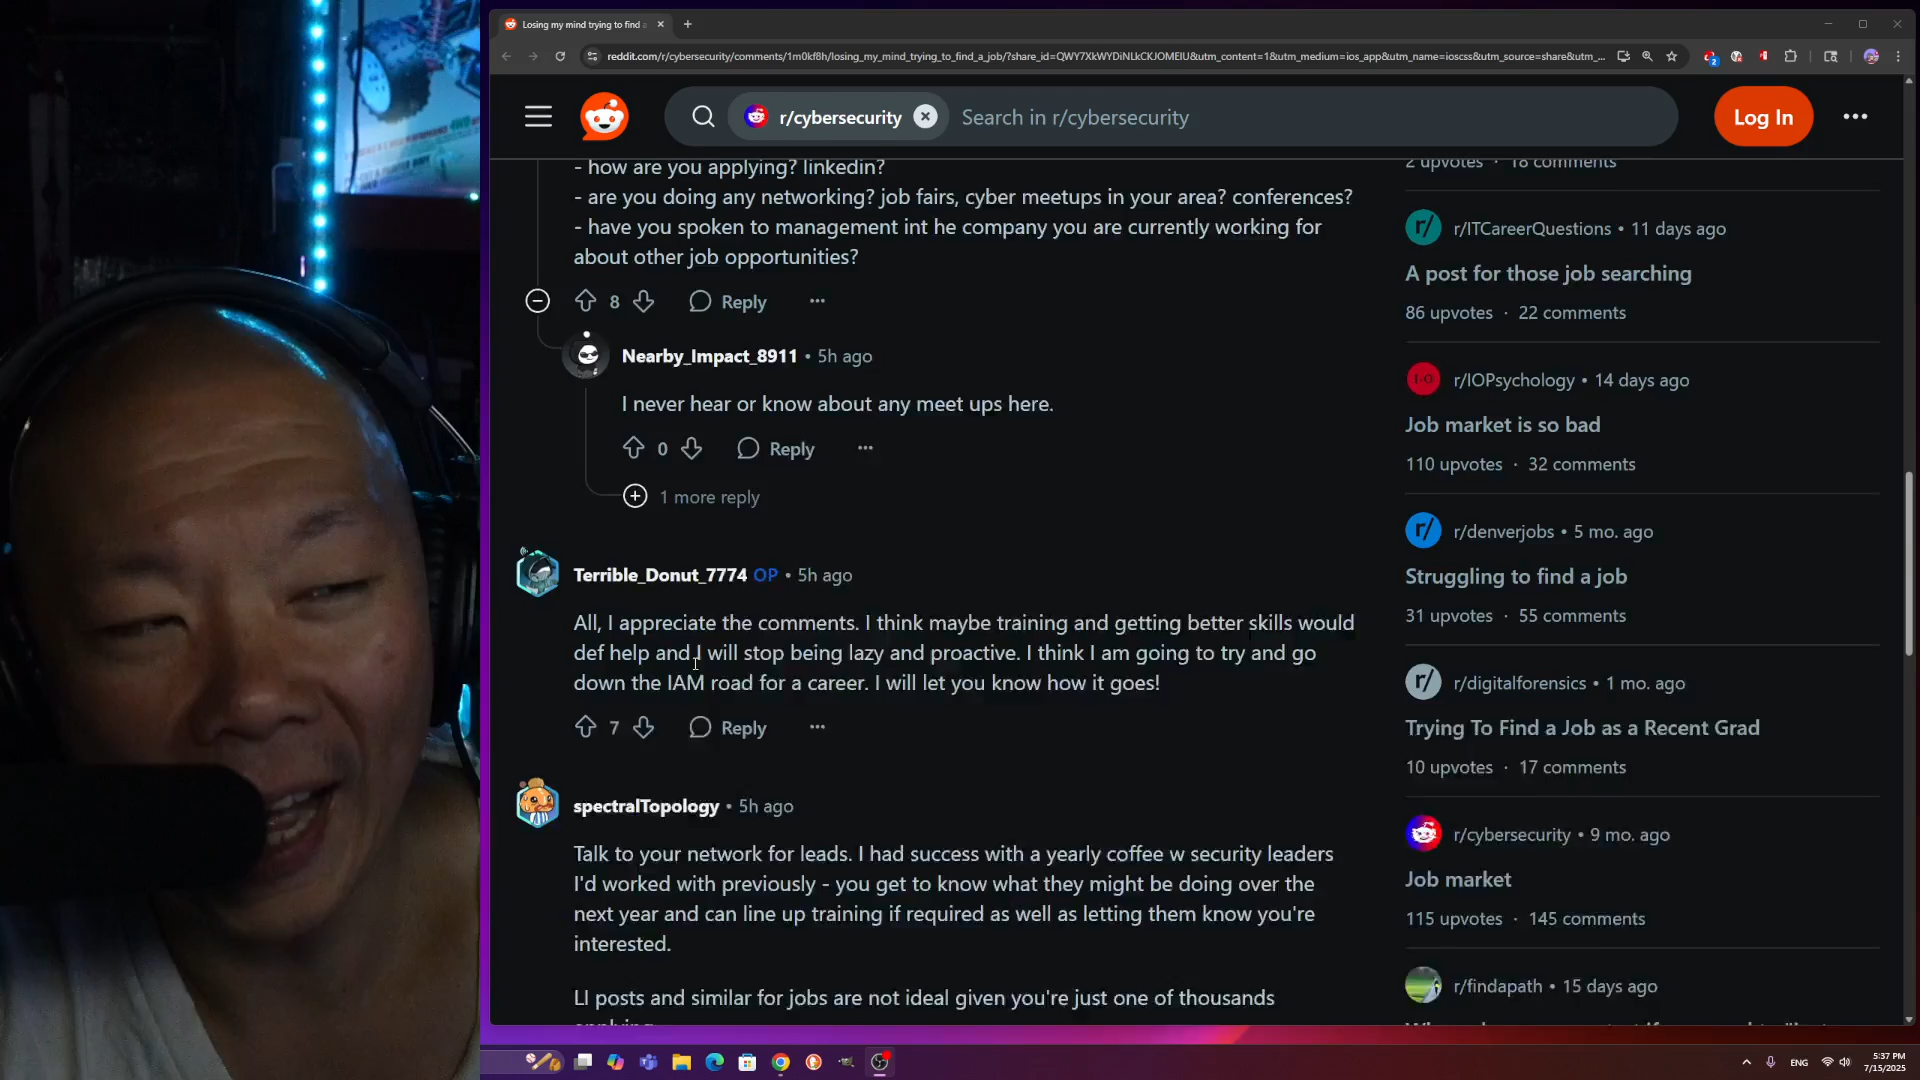 Losing my mind trying to find a
reddit.com/r/cybersecurity/comments/1m0kf8h/losing_my_mind_trying_to_find_a_job/?share_id=QWY7XkWYDiNLkCKJOMEIU&utm_content=1&utm_medium=ios_app&utm_name=ioscss&utm_source=share&utm_...
r/cybersecurity
Search in r/cybersecurity
Log In
- how are you applying? linkedin?
- are you doing any networking? job fairs, cyber meetups in your area? conferences?
- have you spoken to management int he company you are currently working for
about other job opportunities?
8
Reply
Nearby_Impact_8911 • 5h ago
I never hear or know about any meet ups here.
0
Reply
1 more reply
Terrible_Donut_7774 OP • 5h ago
All, I appreciate the comments. I think maybe training and getting better skills would
def help and I will stop being lazy and proactive. I think I am going to try and go
down the IAM road for a career. I will let you know how it goes!
7
Reply
spectralTopology • 5h ago
Talk to your network for leads. I had success with a yearly coffee w security leaders
I'd worked with previously - you get to know what they might be doing over the
next year and can line up training if required as well as letting them know you're
interested.
LI posts and similar for jobs are not ideal given you're just one of thousands
applying
2 upvotes · 18 comments
r/ITCareerQuestions • 11 days ago
A post for those job searching
86 upvotes · 22 comments
r/IOPsychology • 14 days ago
Job market is so bad
110 upvotes · 32 comments
r/denverjobs • 5 mo. ago
Struggling to find a job
31 upvotes · 55 comments
r/digitalforensics • 1 mo. ago
Trying To Find a Job as a Recent Grad
10 upvotes · 17 comments
r/cybersecurity • 9 mo. ago
Job market
115 upvotes · 145 comments
r/findapath • 15 days ago
ENG
5:37 PM
7/15/2025